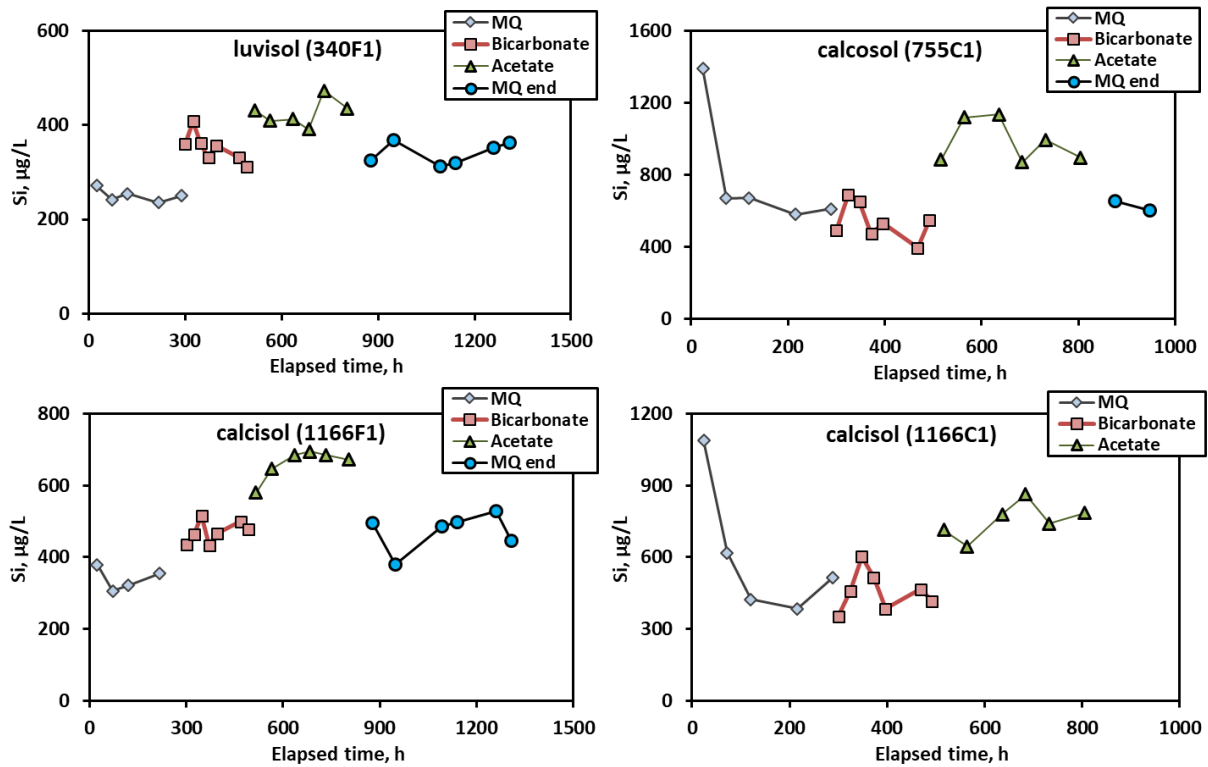 luvisol (340F1)
MQ
Bicarbonate
Acetate
MQ end
600
400
200
0
Si, µg/L
0 300 600 900 1200 1500
Elapsed time, h
calcosol (755C1)
MQ
Bicarbonate
Acetate
MQ end
1600
1200
800
400
0
Si, µg/L
0 200 400 600 800 1000
Elapsed time, h
calcisol (1166F1)
MQ
Bicarbonate
Acetate
MQ end
800
600
400
200
0
Si, µg/L
0 300 600 900 1200 1500
Elapsed time, h
calcisol (1166C1)
MQ
Bicarbonate
Acetate
1200
900
600
300
0
Si, µg/L
0 200 400 600 800 1000
Elapsed time, h